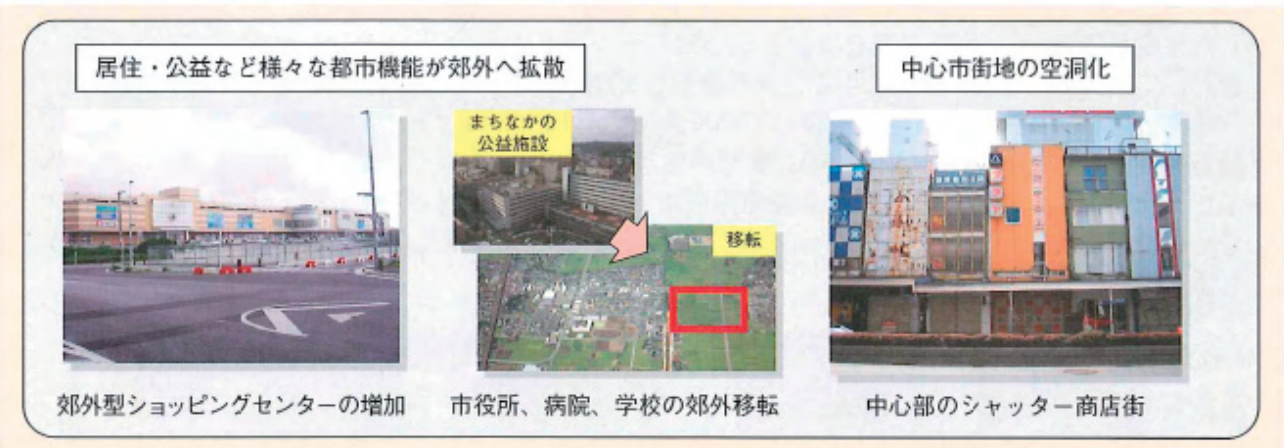 居住・公益など様々な都市機能が郊外へ拡散
中心市街地の空洞化
まちなかの
公益施設
移転
郊外型ショッピングセンターの増加
市役所、病院、学校の郊外移転
中心部のシャッター商店街